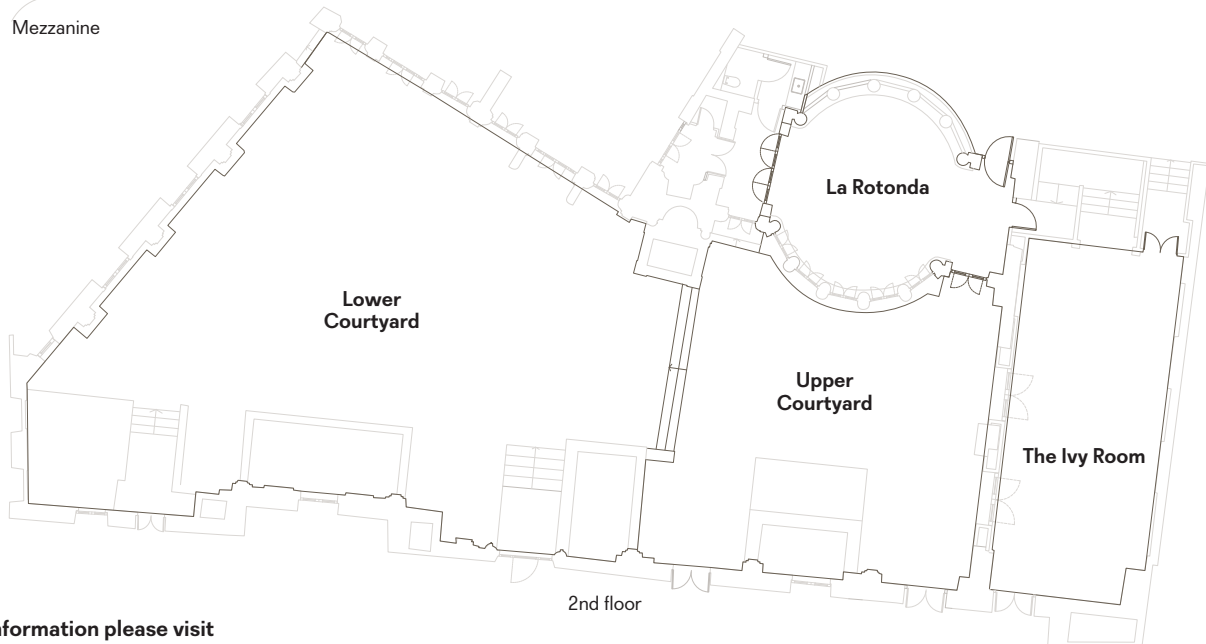 Mezzanine
La Rotonda
Lower
Courtyard
Upper
Courtyard
The Ivy Room
2nd floor
nformation please visit